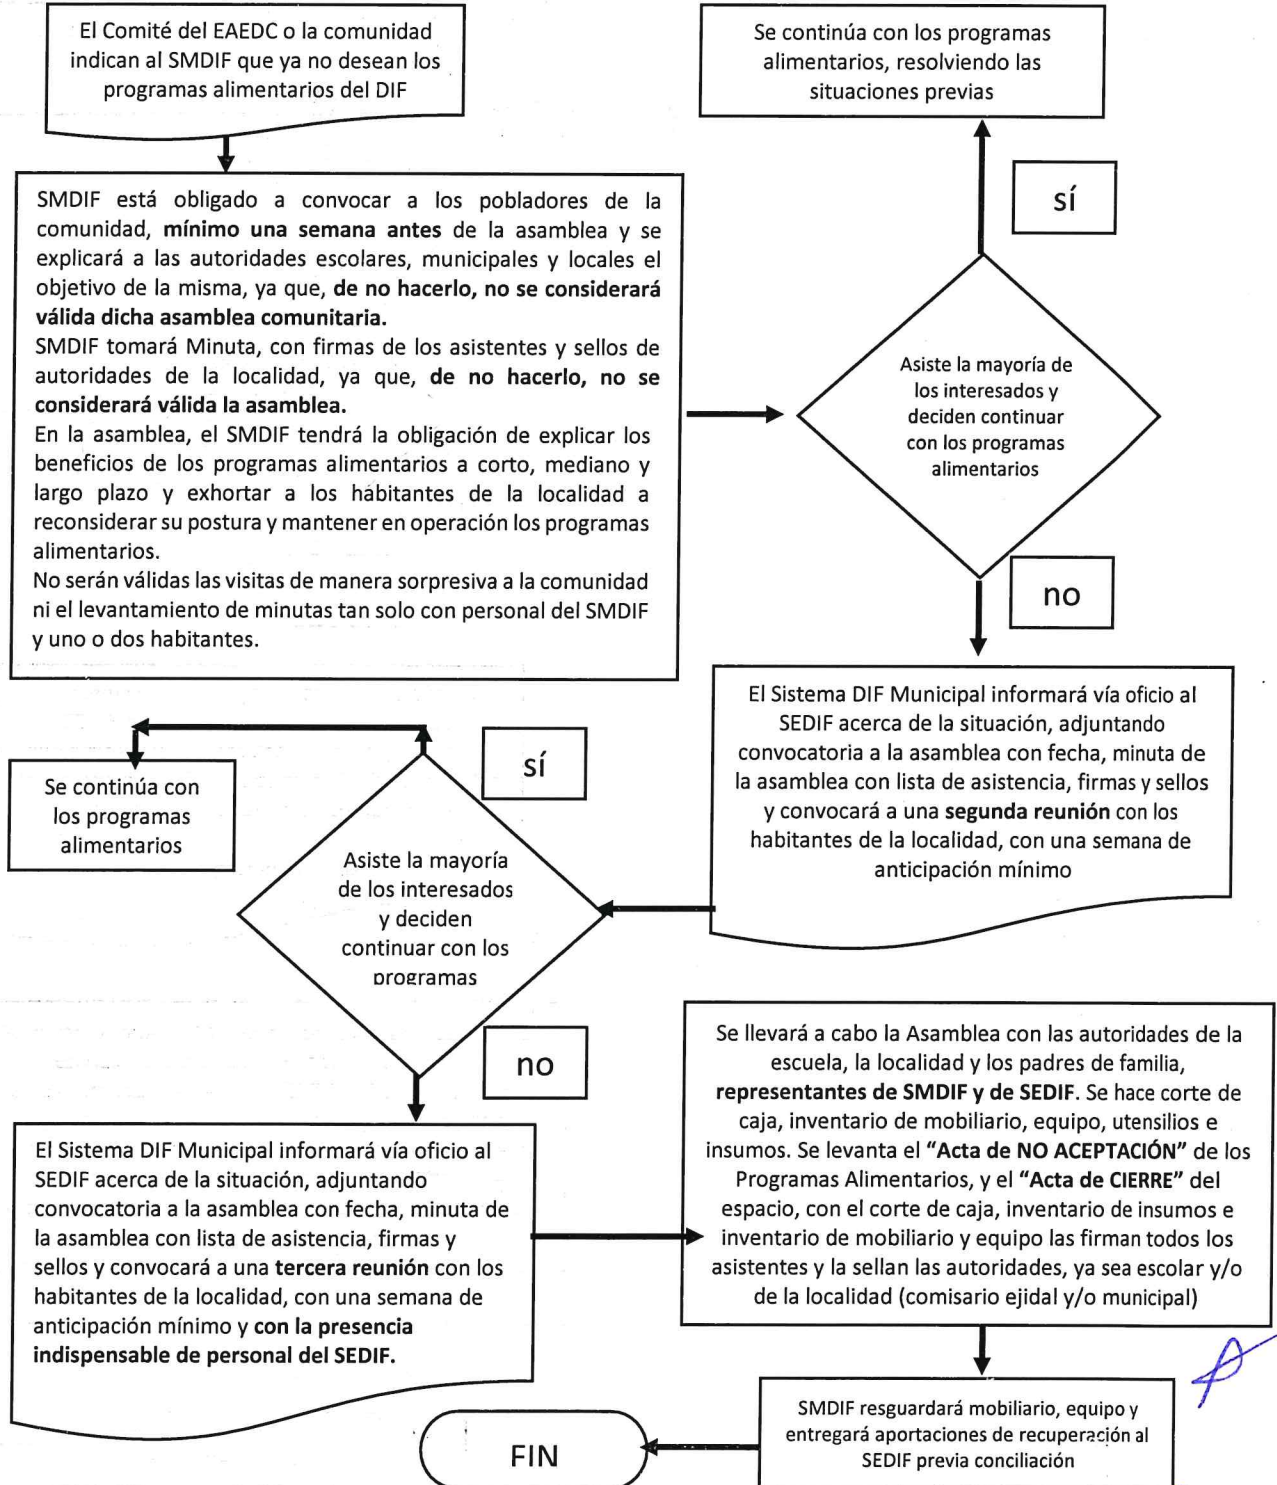 El Comité del EAEDC o la comunidad
indican al SMDIF que ya no desean los
programas alimentarios del DIF
SMDIF está obligado a convocar a los pobladores de la
comunidad, mínimo una semana antes de la asamblea y se
explicará a las autoridades escolares, municipales y locales el
objetivo de la misma, ya que, de no hacerlo, no se considerará
válida dicha asamblea comunitaria.
SMDIF tomará Minuta, con firmas de los asistentes y sellos de
autoridades de la localidad, ya que, de no hacerlo, no se
considerará válida la asamblea.
En la asamblea, el SMDIF tendrá la obligación de explicar los
beneficios de los programas alimentarios a corto, mediano y
largo plazo y exhortar a los habitantes de la localidad a
reconsiderar su postura y mantener en operación los programas
alimentarios.
No serán válidas las visitas de manera sorpresiva a la comunidad
ni el levantamiento de minutas tan solo con personal del SMDIF
y uno o dos habitantes.
Se continúa con los programas
alimentarios, resolviendo las
situaciones previas
sí
Asiste la mayoría de
los interesados y
deciden continuar
con los programas
alimentarios
no
El Sistema DIF Municipal informará vía oficio al
SEDIF acerca de la situación, adjuntando
convocatoria a la asamblea con fecha, minuta de
la asamblea con lista de asistencia, firmas y sellos
y convocará a una segunda reunión con los
habitantes de la localidad, con una semana de
anticipación mínimo
sí
Se continúa con
los programas
alimentarios
Asiste la mayoría
de los interesados
y deciden
continuar con los
programas
no
El Sistema DIF Municipal informará vía oficio al
SEDIF acerca de la situación, adjuntando
convocatoria a la asamblea con fecha, minuta de
la asamblea con lista de asistencia, firmas y
sellos y convocará a una tercera reunión con los
habitantes de la localidad, con una semana de
anticipación mínimo y con la presencia
indispensable de personal del SEDIF.
Se llevará a cabo la Asamblea con las autoridades de la
escuela, la localidad y los padres de familia,
representantes de SMDIF y de SEDIF. Se hace corte de
caja, inventario de mobiliario, equipo, utensilios e
insumos. Se levanta el “Acta de NO ACEPTACIÓN” de los
Programas Alimentarios, y el “Acta de CIERRE” del
espacio, con el corte de caja, inventario de insumos e
inventario de mobiliario y equipo las firman todos los
asistentes y la sellan las autoridades, ya sea escolar y/o
de la localidad (comisario ejidal y/o municipal)
SMDIF resguardará mobiliario, equipo y
entregará aportaciones de recuperación al
SEDIF previa conciliación
FIN